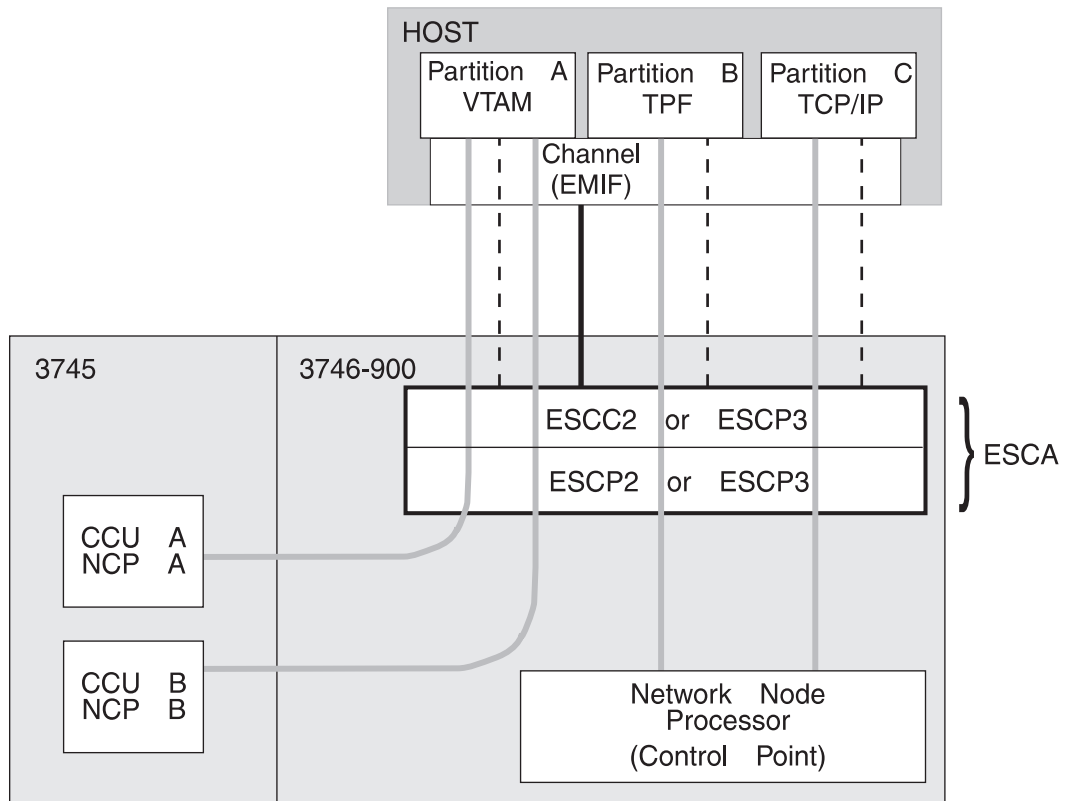 HOST
Partition A
VTAM
Partition B
TPF
Partition C
TCP/IP
Channel
(EMIF)
3745
3746-900
ESCC2 or ESCP3
ESCP2 or ESCP3
ESCA
CCU A
NCP A
CCU B
NCP B
Network Node
Processor
(Control Point)